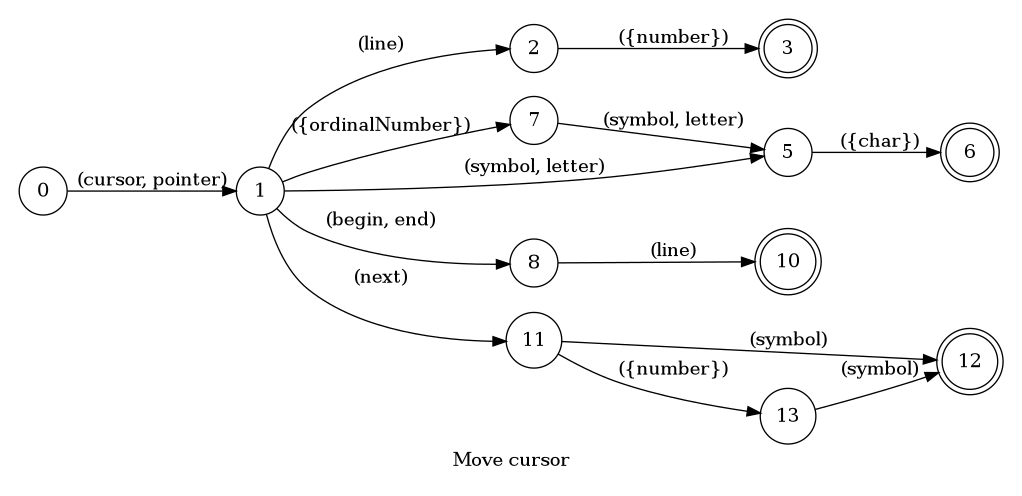 (line)
2
({number})
3
({ordinalNumber})
7
(symbol, letter)
(symbol, letter)
5
({char})
6
0
(cursor, pointer)
1
(begin, end)
8
(line)
10
(next)
11
(symbol)
12
({number})
13
(symbol)
Move cursor